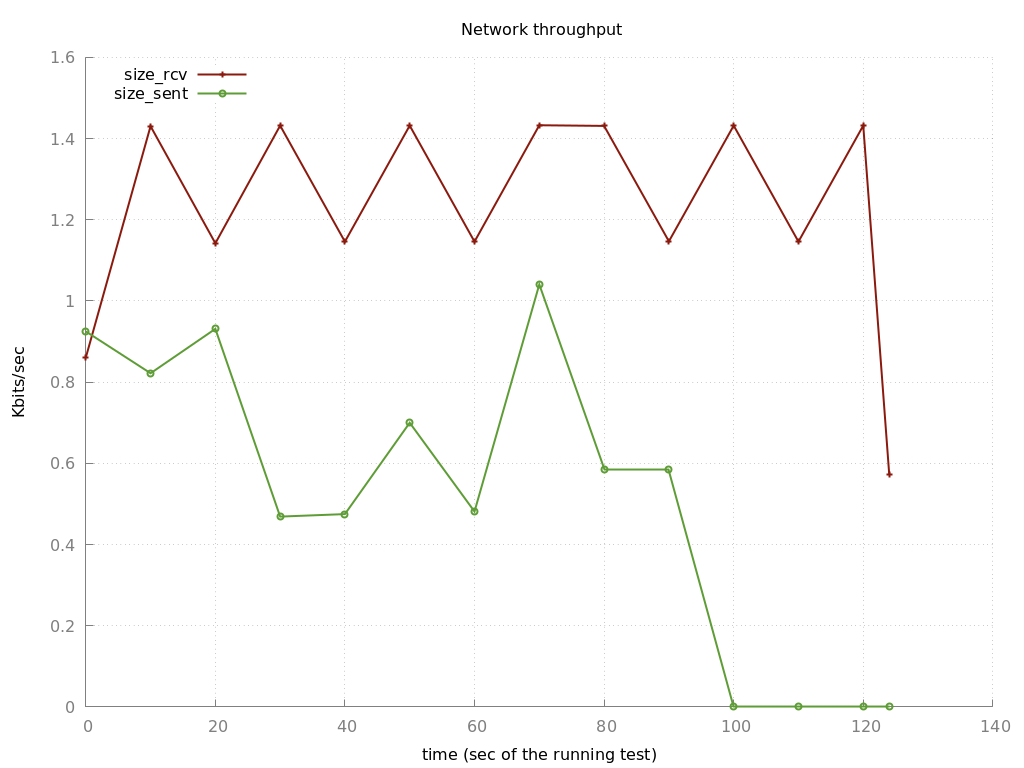 Network throughput
1.6
size_rcv
size_sent
1.4
1.2
1
0.8
Kbits/sec
0.6
0.4
0.2
0
0 20 40 60 80 100 120 140
time (sec of the running test)